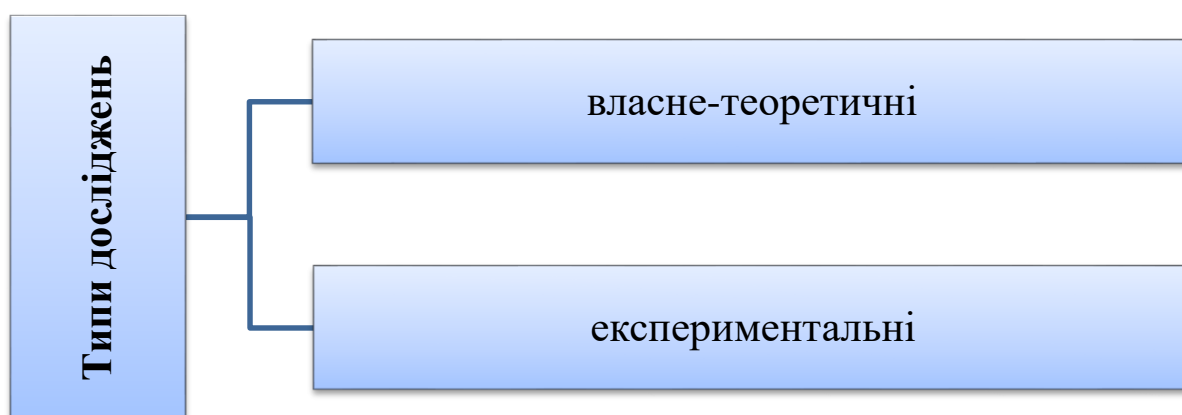 Типи досліджень
власне-теоретичні
експериментальні